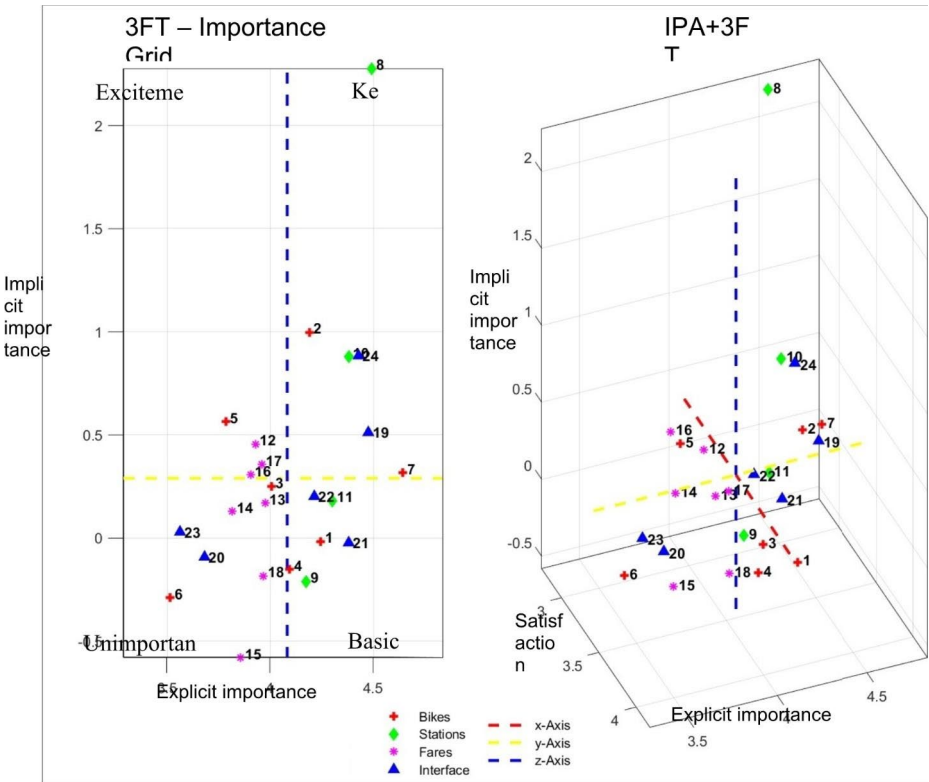 3FT – Importance
Grid
IPA+3F
T
Exciteme
Ke
8
2
1.5
1
0.5
0
2
24
5
12
19
17
16
7
3
13
22
11
14
23
1
21
20
4
18
9
6
Unimportan
Basic
15
4.5
Explicit importance
Impli
cit
impor
tance
8
2
1.5
1
0.5
0
-0.5
10
24
16
5
12
2
7
19
22
11
14
13
17
21
23
20
9
3
6
15
18
4
1
Impli
cit
impor
tance
Satisf
actio
n
3
3.5
4
3.5
4
4.5
Explicit importance
Bikes
Stations
Fares
Interface
x-Axis
y-Axis
z-Axis